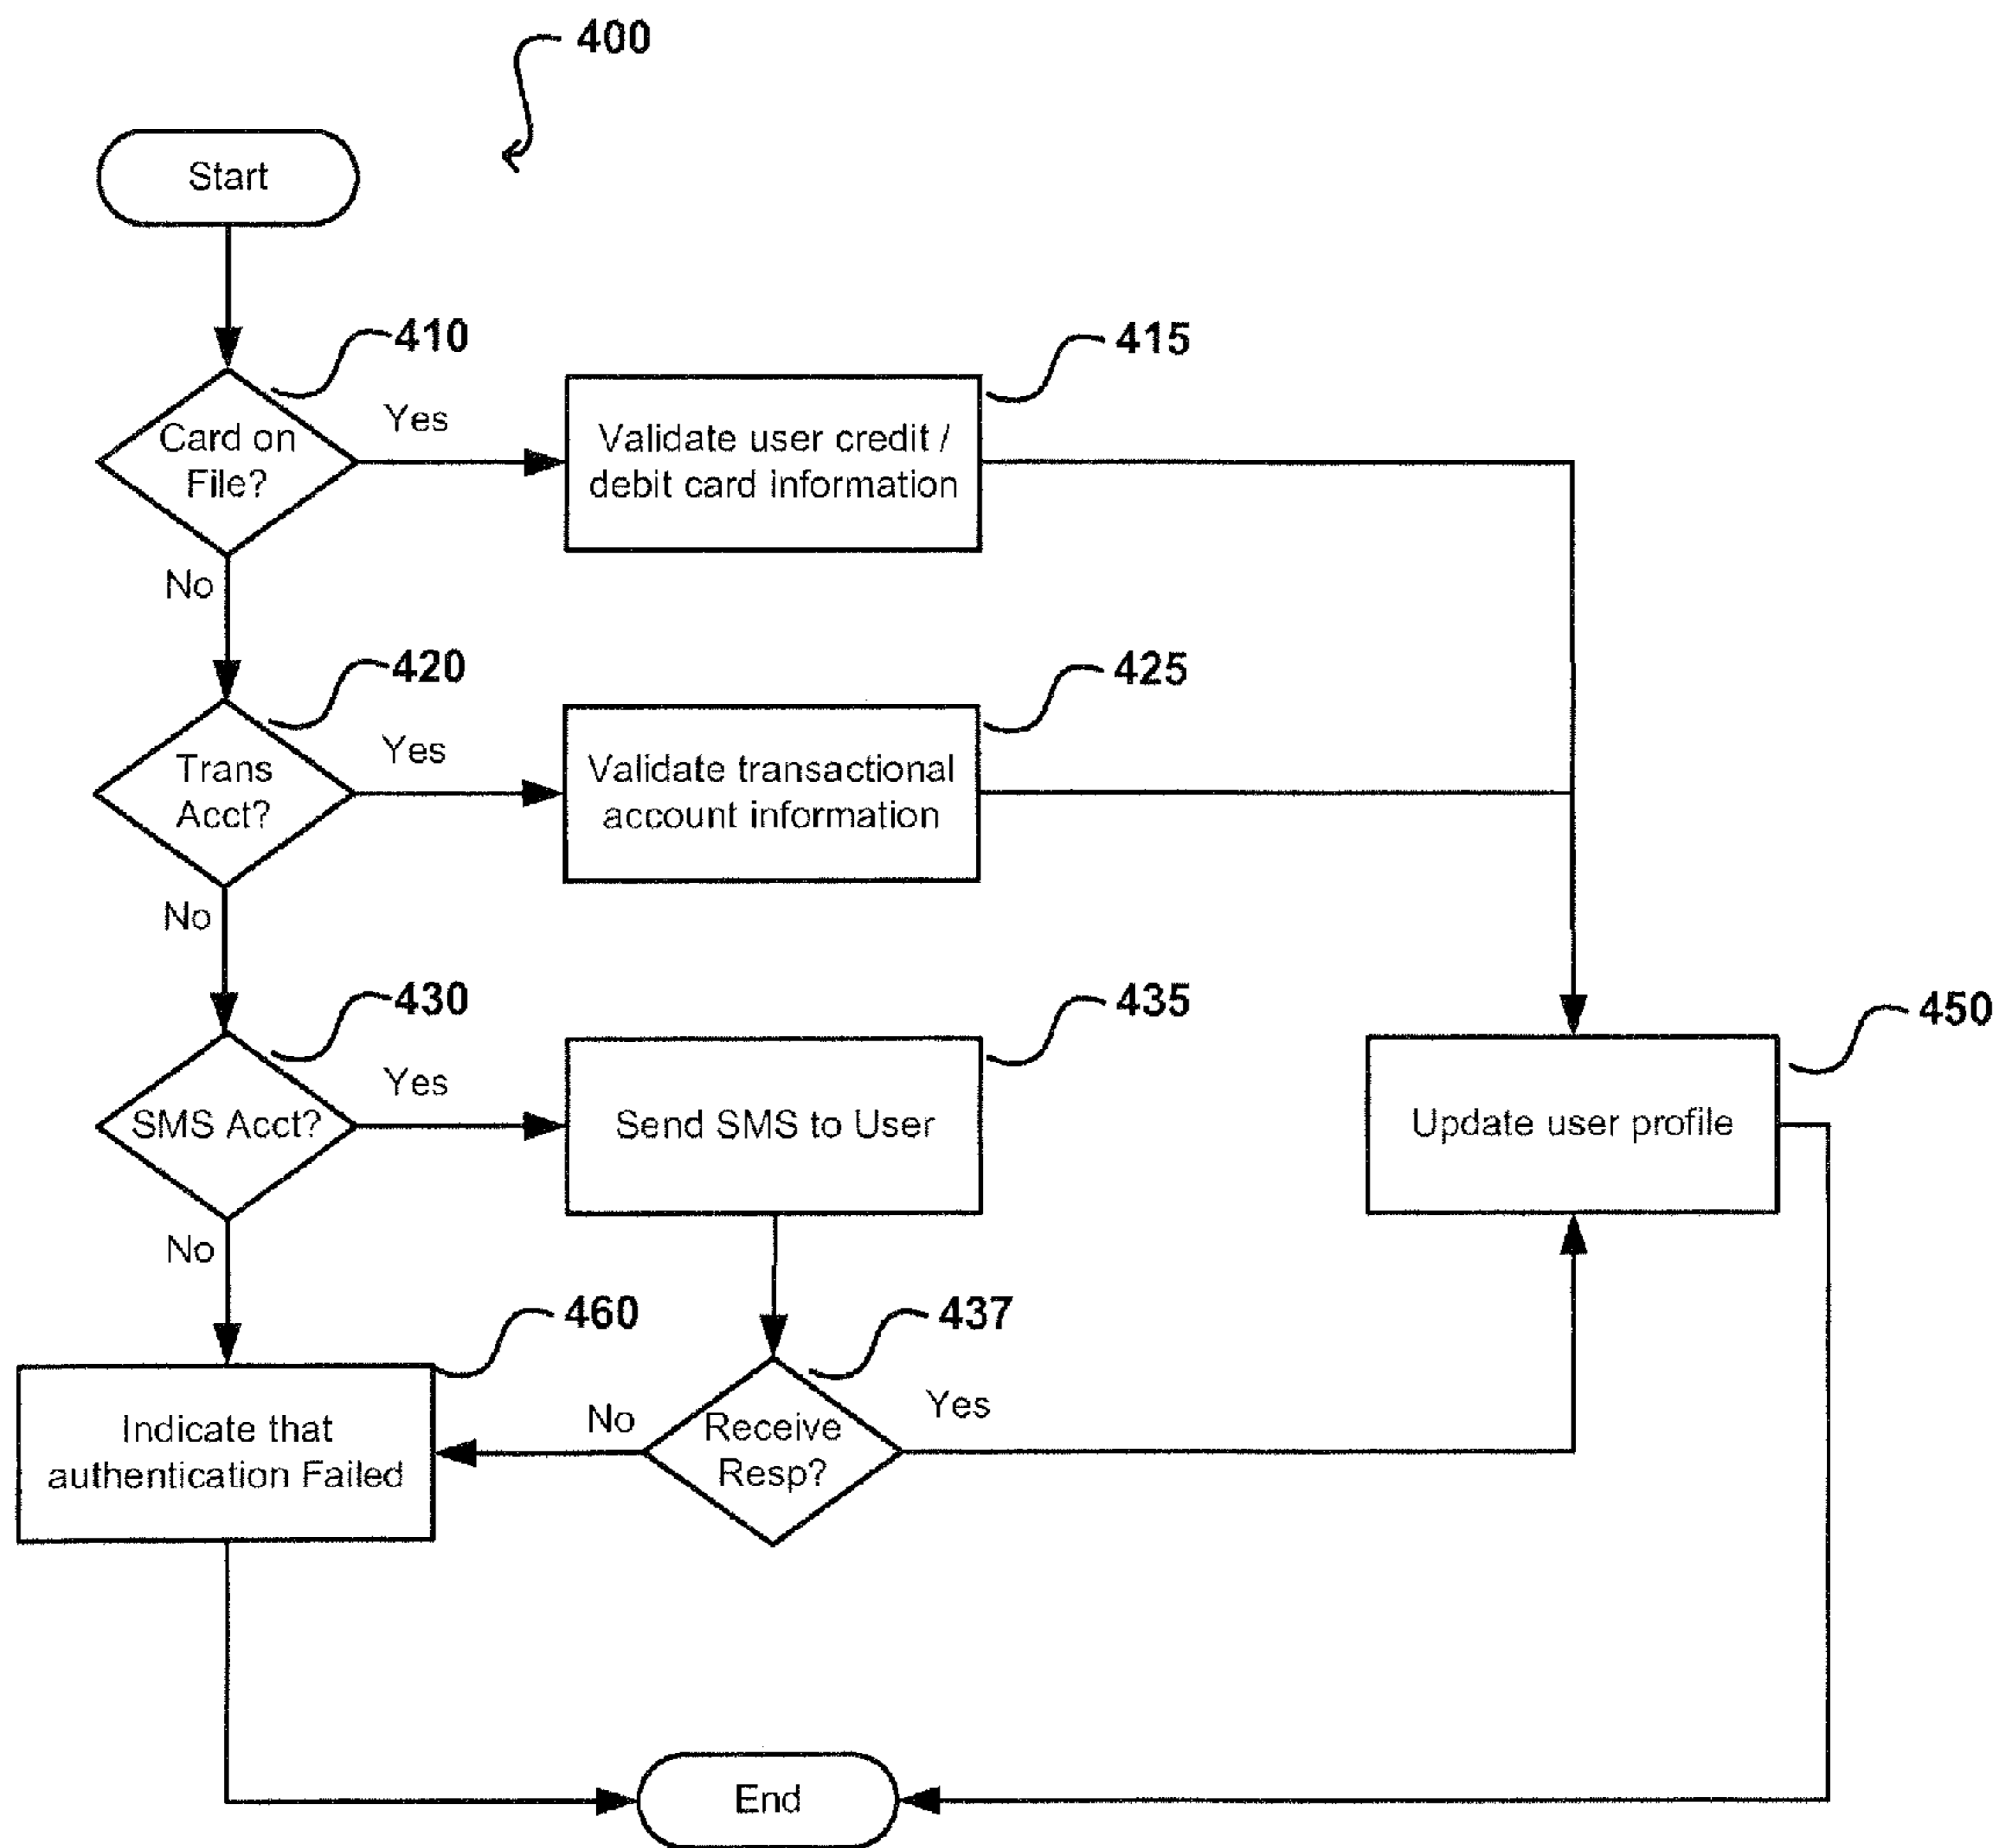 400
Start
410
415
Card on
File?
Yes
Validate user credit /
debit card information
No
420
425
Trans
Acct?
Yes
Validate transactional
account information
No
430
435
450
SMS Acct?
Yes
Send SMS to User
Update user profile
No
460
437
Indicate that
authentication Failed
No
Receive
Resp?
Yes
End